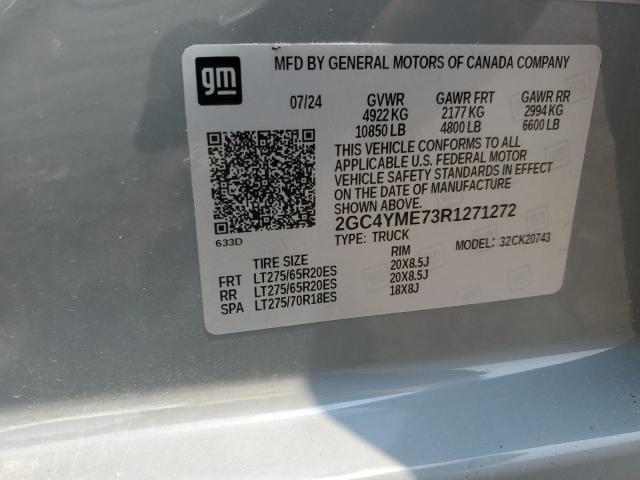 gm
MFD BY GENERAL MOTORS OF CANADA COMPANY
07/24 GVWR GAWR FRT GAWR RR
4922 KG 2177 KG 2994 KG
10850 LB 4800 LB 6600 LB
THIS VEHICLE CONFORMS TO ALL
APPLICABLE U.S. FEDERAL MOTOR
VEHICLE SAFETY STANDARDS IN EFFECT
ON THE DATE OF MANUFACTURE
SHOWN ABOVE.
2GC4YME73R1271272
633D TYPE: TRUCK MODEL: 32CK20743
TIRE SIZE RIM
FRT LT275/65R20ES 20X8.5J
RR LT275/65R20ES 20X8.5J
SPA LT275/70R18ES 18X8J